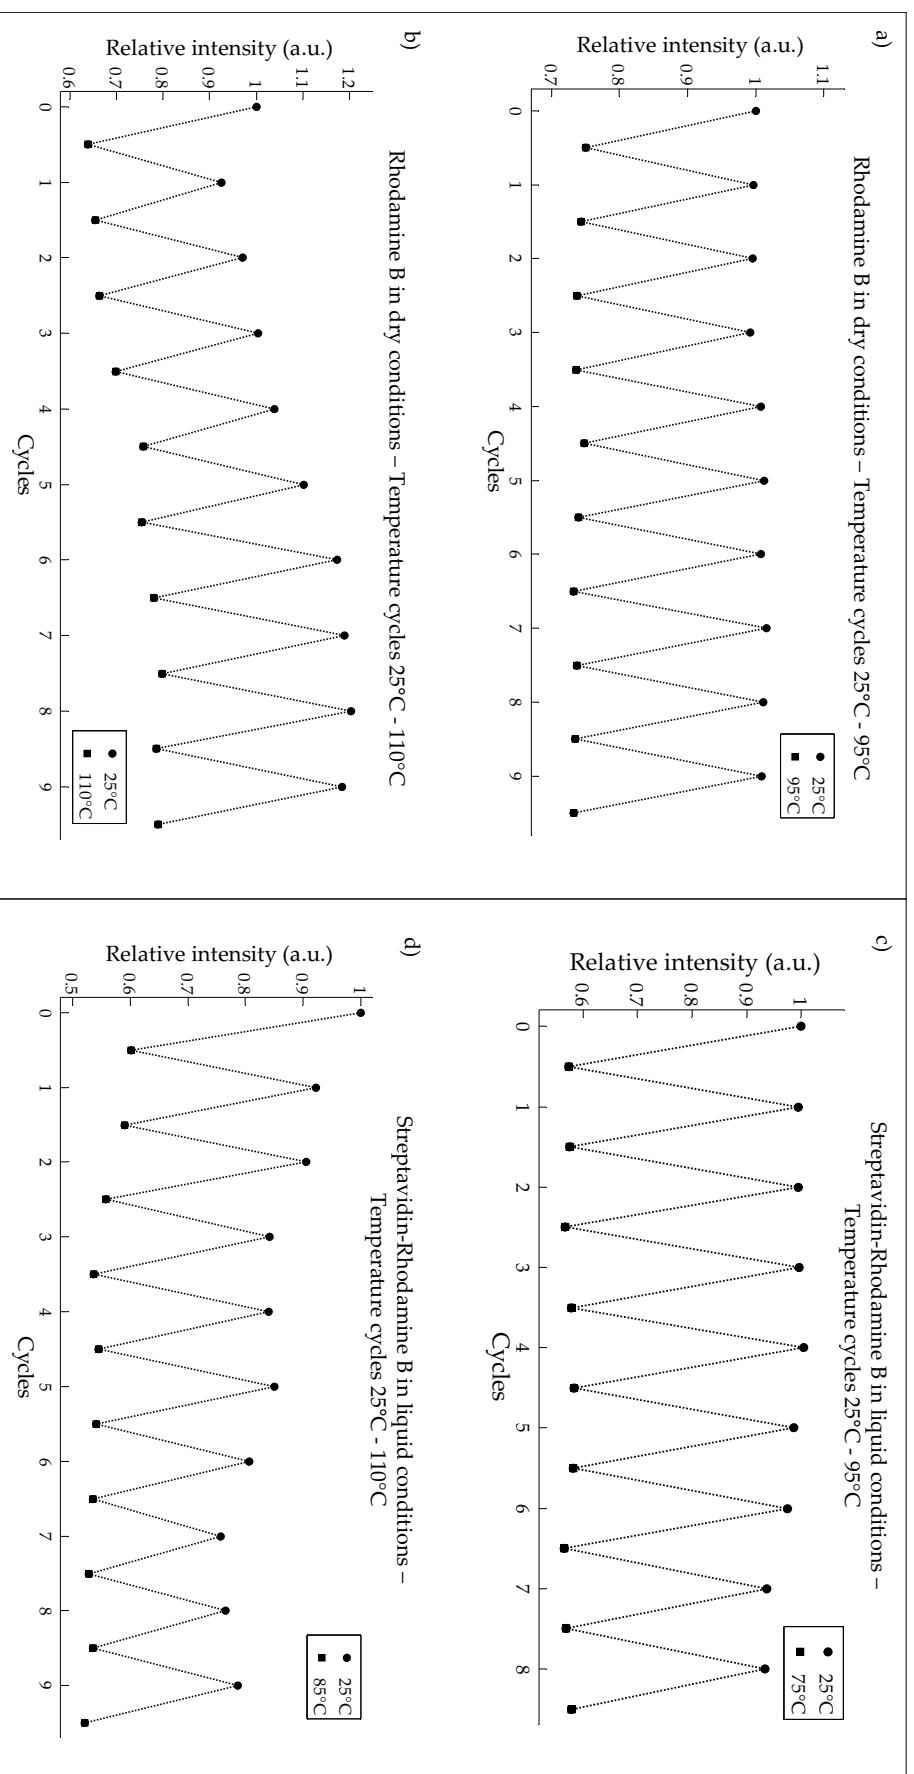 a)
Rhodamine B in dry conditions – Temperature cycles 25°C - 95°C
Relative intensity (a.u.)
1.1
1
0.9
0.8
0.7
0 1 2 3 4 5 6 7 8 9
Cycles
25°C
95°C
b)
Rhodamine B in dry conditions – Temperature cycles 25°C - 110°C
Relative intensity (a.u.)
1.2
1.1
1
0.9
0.8
0.7
0.6
0 1 2 3 4 5 6 7 8 9
Cycles
25°C
110°C
c)
Streptavidin-Rhodamine B in liquid conditions –
Temperature cycles 25°C - 95°C
Relative intensity (a.u.)
1
0.9
0.8
0.7
0.6
0 1 2 3 4 5 6 7 8
Cycles
25°C
75°C
d)
Streptavidin-Rhodamine B in liquid conditions –
Temperature cycles 25°C - 110°C
Relative intensity (a.u.)
1
0.9
0.8
0.7
0.6
0.5
0 1 2 3 4 5 6 7 8 9
Cycles
25°C
85°C